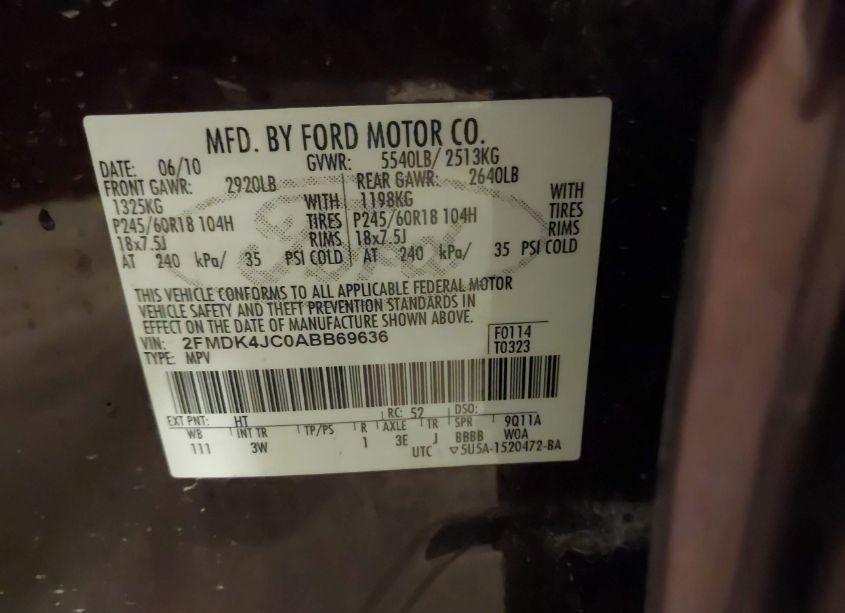 MFD. BY FORD MOTOR CO.
DATE: 06/10 GVWR: 5540LB/ 2513KG
FRONT GAWR: 2920LB REAR GAWR: 2640LB
1325KG WITH 1198KG WITH
P245/60R18 104H TIRES P245/60R18 104H TIRES
18x7.5J RIMS 18x7.5J RIMS
AT 240 kPa/ 35 PSI COLD AT 240 kPa/ 35 PSI COLD
Ford
THIS VEHICLE CONFORMS TO ALL APPLICABLE FEDERAL MOTOR
VEHICLE SAFETY AND THEFT PREVENTION STANDARDS IN
EFFECT ON THE DATE OF MANUFACTURE SHOWN ABOVE.
VIN: 2FMDK4JC0ABB69636 F0114
TYPE: MPV T0323
EXT PNT: HT RC: 52 DSO:
WB INT TR TP/PS R AXLE TR SPR 9Q11A
111 3W 1 3E J BBBB WOA
UTC ▽5U5A-1520472-BA